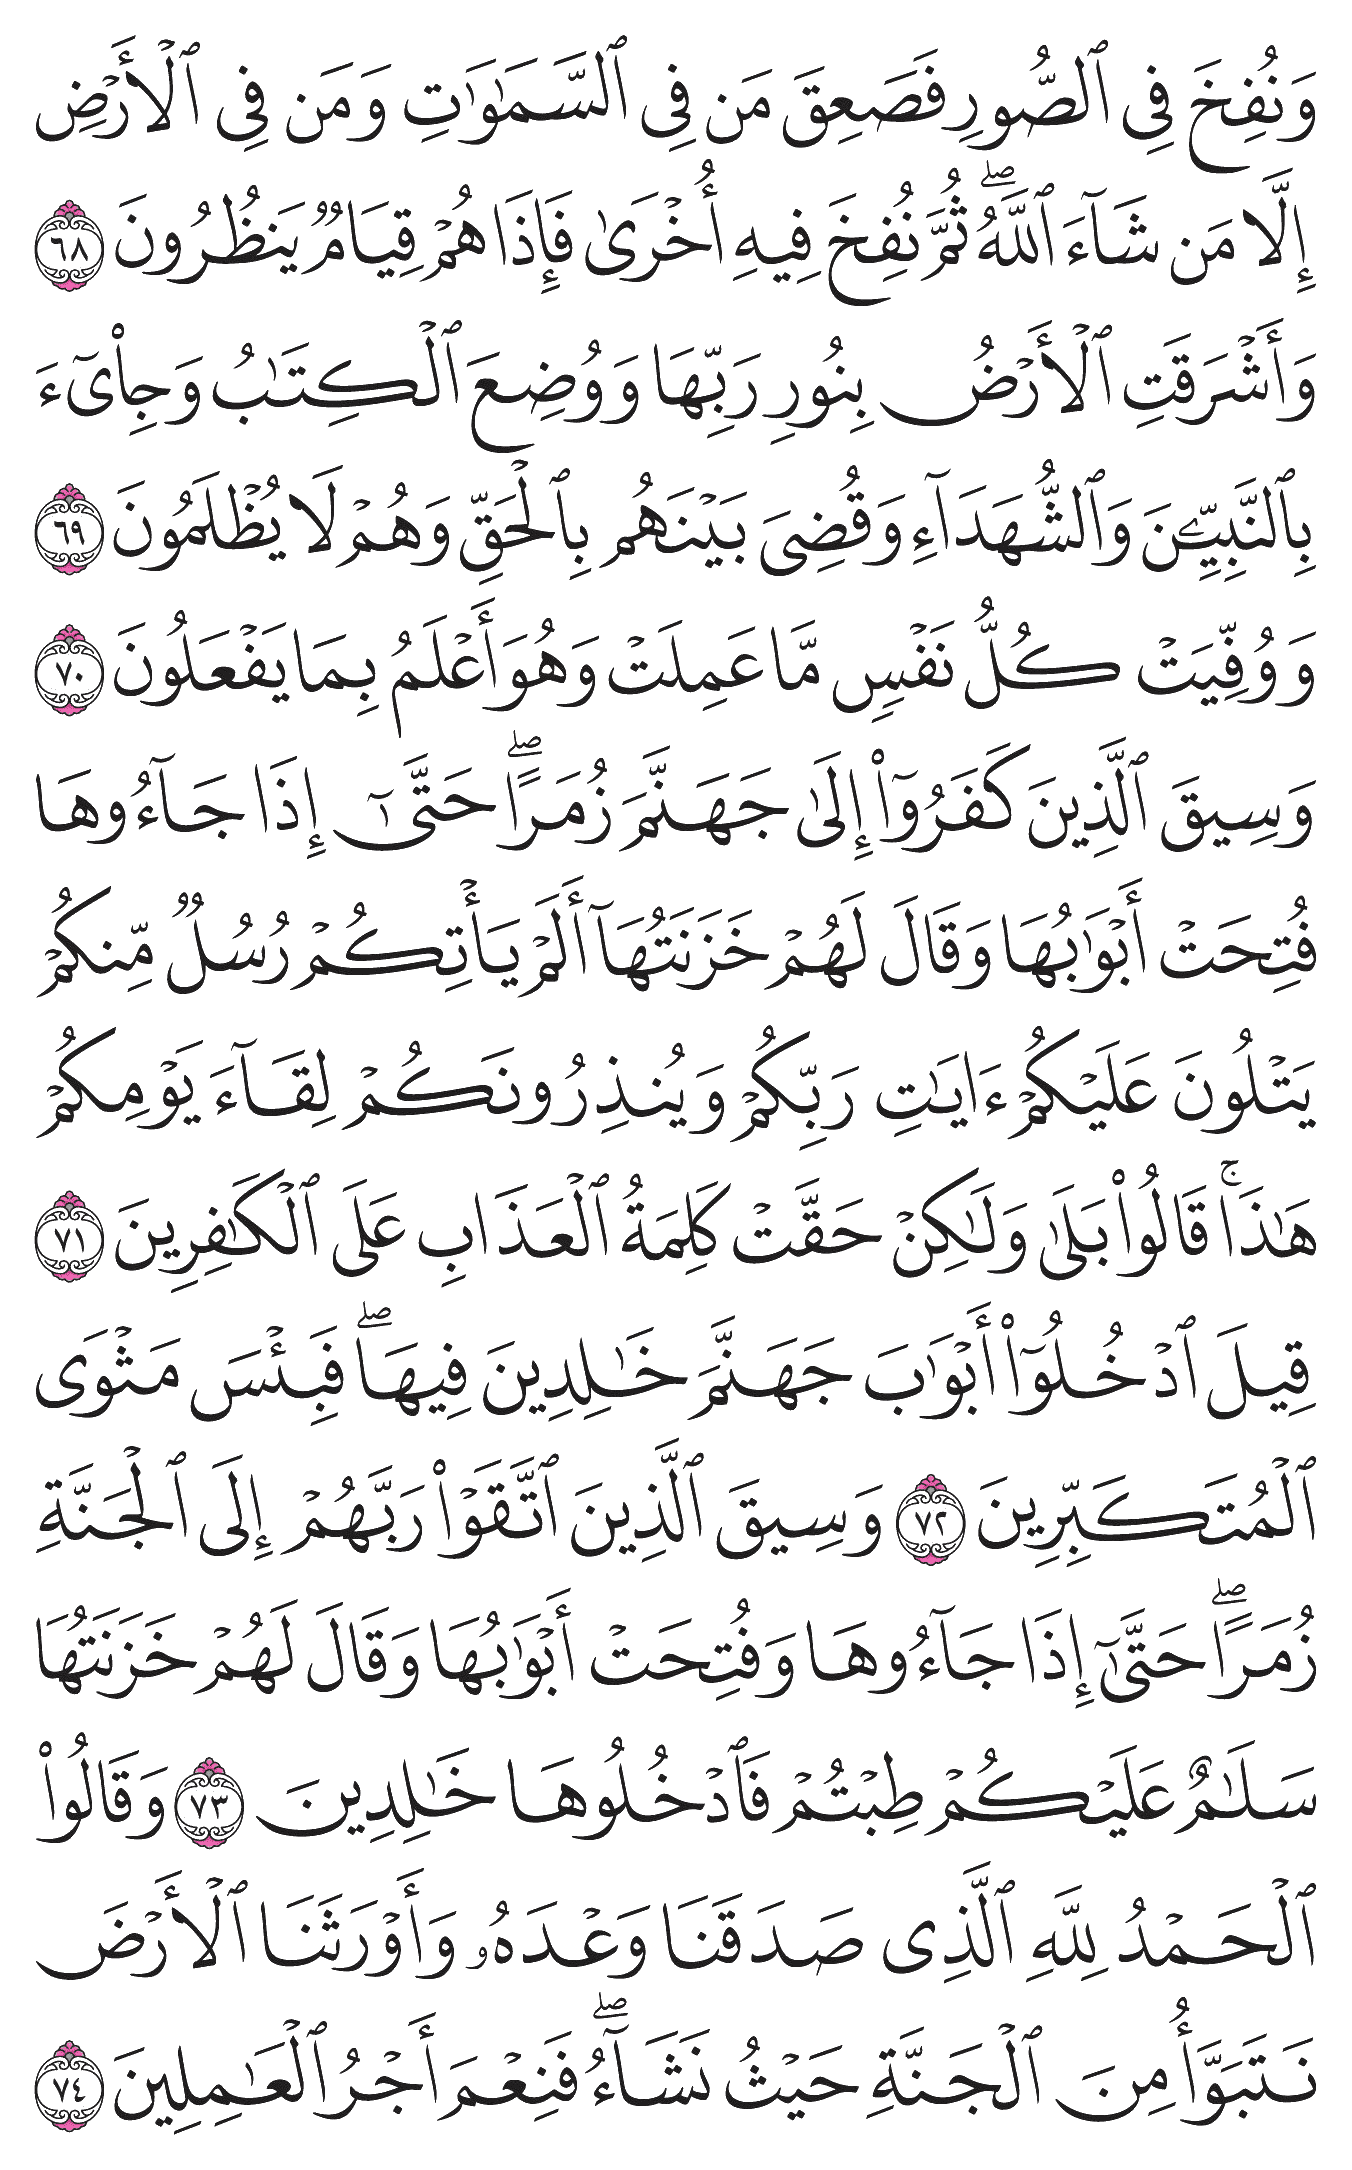 وَنُفِخَ فِى ٱلصُّورِ فَصَعِقَ مَن فِى ٱلسَّمَٰوَٰتِ وَمَن فِى ٱلۡأَرۡضِ
إِلَّا مَن شَآءَ ٱللَّهُۖ ثُمَّ نُفِخَ فِيهِ أُخۡرَىٰ فَإِذَا هُمۡ قِيَامٞ يَنظُرُونَ ٦٨
وَأَشۡرَقَتِ ٱلۡأَرۡضُ بِنُورِ رَبِّهَا وَوُضِعَ ٱلۡكِتَٰبُ وَجِاْىٓءَ
بِٱلنَّبِيِّۦنَ وَٱلشُّهَدَآءِ وَقُضِىَ بَيۡنَهُم بِٱلۡحَقِّ وَهُمۡ لَا يُظۡلَمُونَ ٦٩
وَوُفِّيَتۡ كُلُّ نَفۡسٖ مَّا عَمِلَتۡ وَهُوَ أَعۡلَمُ بِمَا يَفۡعَلُونَ ٧٠
وَسِيقَ ٱلَّذِينَ كَفَرُوٓاْ إِلَىٰ جَهَنَّمَ زُمَرًاۖ حَتَّىٰٓ إِذَا جَآءُوهَا
فُتِحَتۡ أَبۡوَٰبُهَا وَقَالَ لَهُمۡ خَزَنَتُهَآ أَلَمۡ يَأۡتِكُمۡ رُسُلٞ مِّنكُمۡ
يَتۡلُونَ عَلَيۡكُمۡ ءَايَٰتِ رَبِّكُمۡ وَيُنذِرُونَكُمۡ لِقَآءَ يَوۡمِكُمۡ
هَٰذَاۚ قَالُواْ بَلَىٰ وَلَٰكِنۡ حَقَّتۡ كَلِمَةُ ٱلۡعَذَابِ عَلَى ٱلۡكَٰفِرِينَ ٧١
قِيلَ ٱدۡخُلُوٓاْ أَبۡوَٰبَ جَهَنَّمَ خَٰلِدِينَ فِيهَاۖ فَبِئۡسَ مَثۡوَى
ٱلۡمُتَكَبِّرِينَ ٧٢ وَسِيقَ ٱلَّذِينَ ٱتَّقَوۡاْ رَبَّهُمۡ إِلَى ٱلۡجَنَّةِ
زُمَرًاۖ حَتَّىٰٓ إِذَا جَآءُوهَا وَفُتِحَتۡ أَبۡوَٰبُهَا وَقَالَ لَهُمۡ خَزَنَتُهَا
سَلَٰمٌ عَلَيۡكُمۡ طِبۡتُمۡ فَٱدۡخُلُوهَا خَٰلِدِينَ ٧٣ وَقَالُواْ
ٱلۡحَمۡدُ لِلَّهِ ٱلَّذِى صَدَقَنَا وَعۡدَهُۥ وَأَوۡرَثَنَا ٱلۡأَرۡضَ
نَتَبَوَّأُ مِنَ ٱلۡجَنَّةِ حَيۡثُ نَشَآءُۖ فَنِعۡمَ أَجۡرُ ٱلۡعَٰمِلِينَ ٧٤